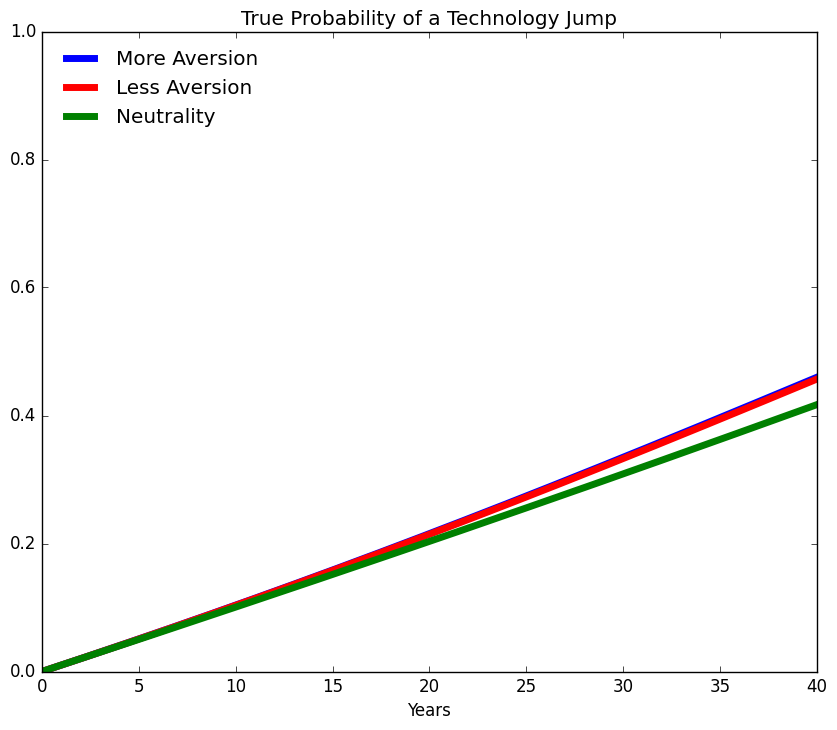 True Probability of a Technology Jump
More Aversion
Less Aversion
Neutrality
1.0
0.8
0.6
0.4
0.2
0.0
0 5 10 15 20 25 30 35 40
Years